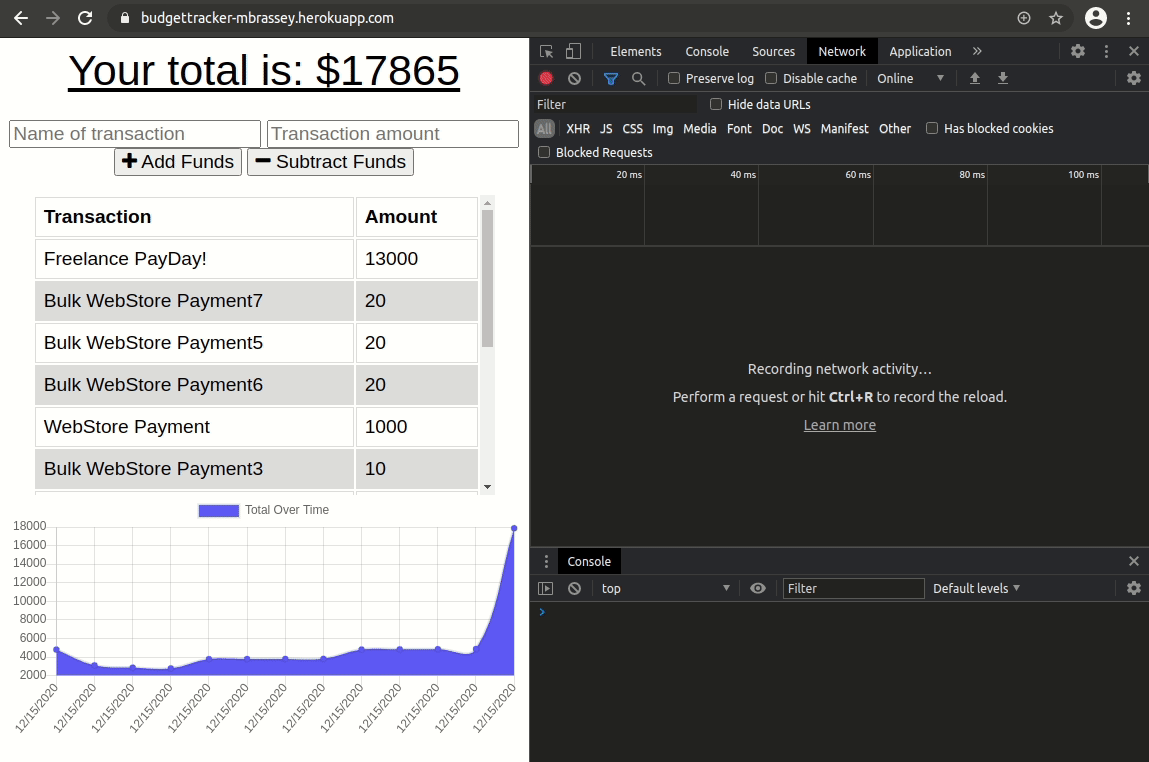 budgettracker-mbrassey.herokuapp.com
Your total is: $17865
Name of transaction Transaction amount
Add Funds Subtract Funds
Transaction Amount
Freelance PayDay! 13000
Bulk WebStore Payment7 20
Bulk WebStore Payment5 20
Bulk WebStore Payment6 20
WebStore Payment 1000
Bulk WebStore Payment3 10
Total Over Time
18000
16000
14000
12000
10000
8000
6000
4000
2000
12/15/2020 12/15/2020 12/15/2020 12/15/2020 12/15/2020 12/15/2020 12/15/2020 12/15/2020 12/15/2020 12/15/2020 12/15/2020 12/15/2020 12/15/2020
Elements Console Sources Network Application »
Preserve log Disable cache Online
Filter Hide data URLs
All XHR JS CSS Img Media Font Doc WS Manifest Other Has blocked cookies
Blocked Requests
20 ms 40 ms 60 ms 80 ms 100 ms
Recording network activity…
Perform a request or hit Ctrl+R to record the reload.
Learn more
Console
top Filter Default levels